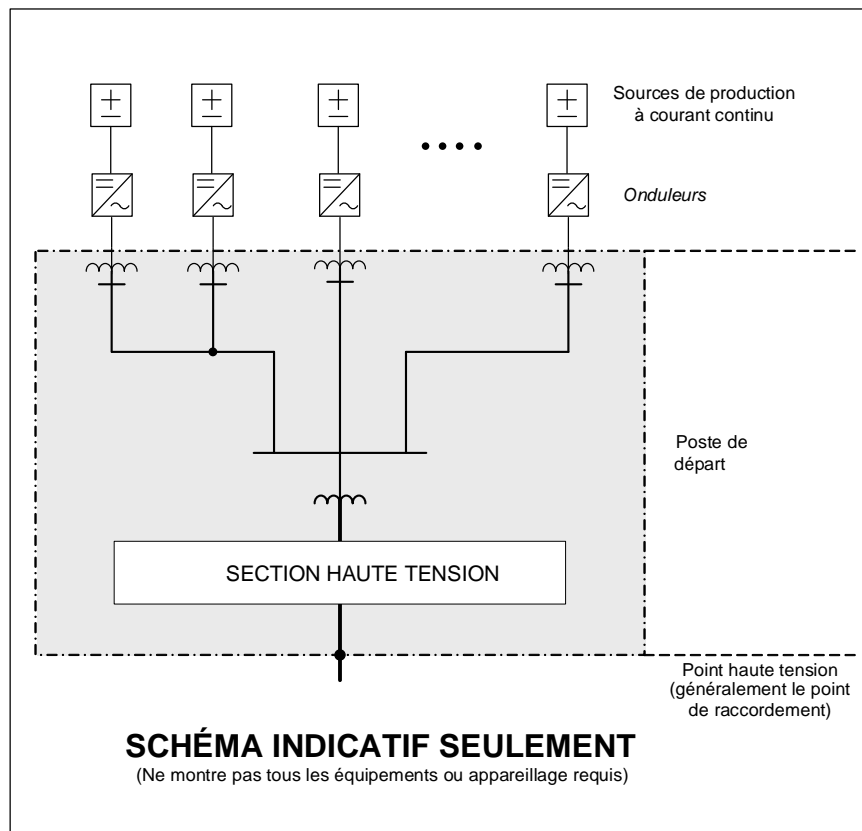 Sources de production
à courant continu
Onduleurs
Poste de
départ
SECTION HAUTE TENSION
Point haute tension
(généralement le point
de raccordement)
SCHÉMA INDICATIF SEULEMENT
(Ne montre pas tous les équipements ou appareillage requis)